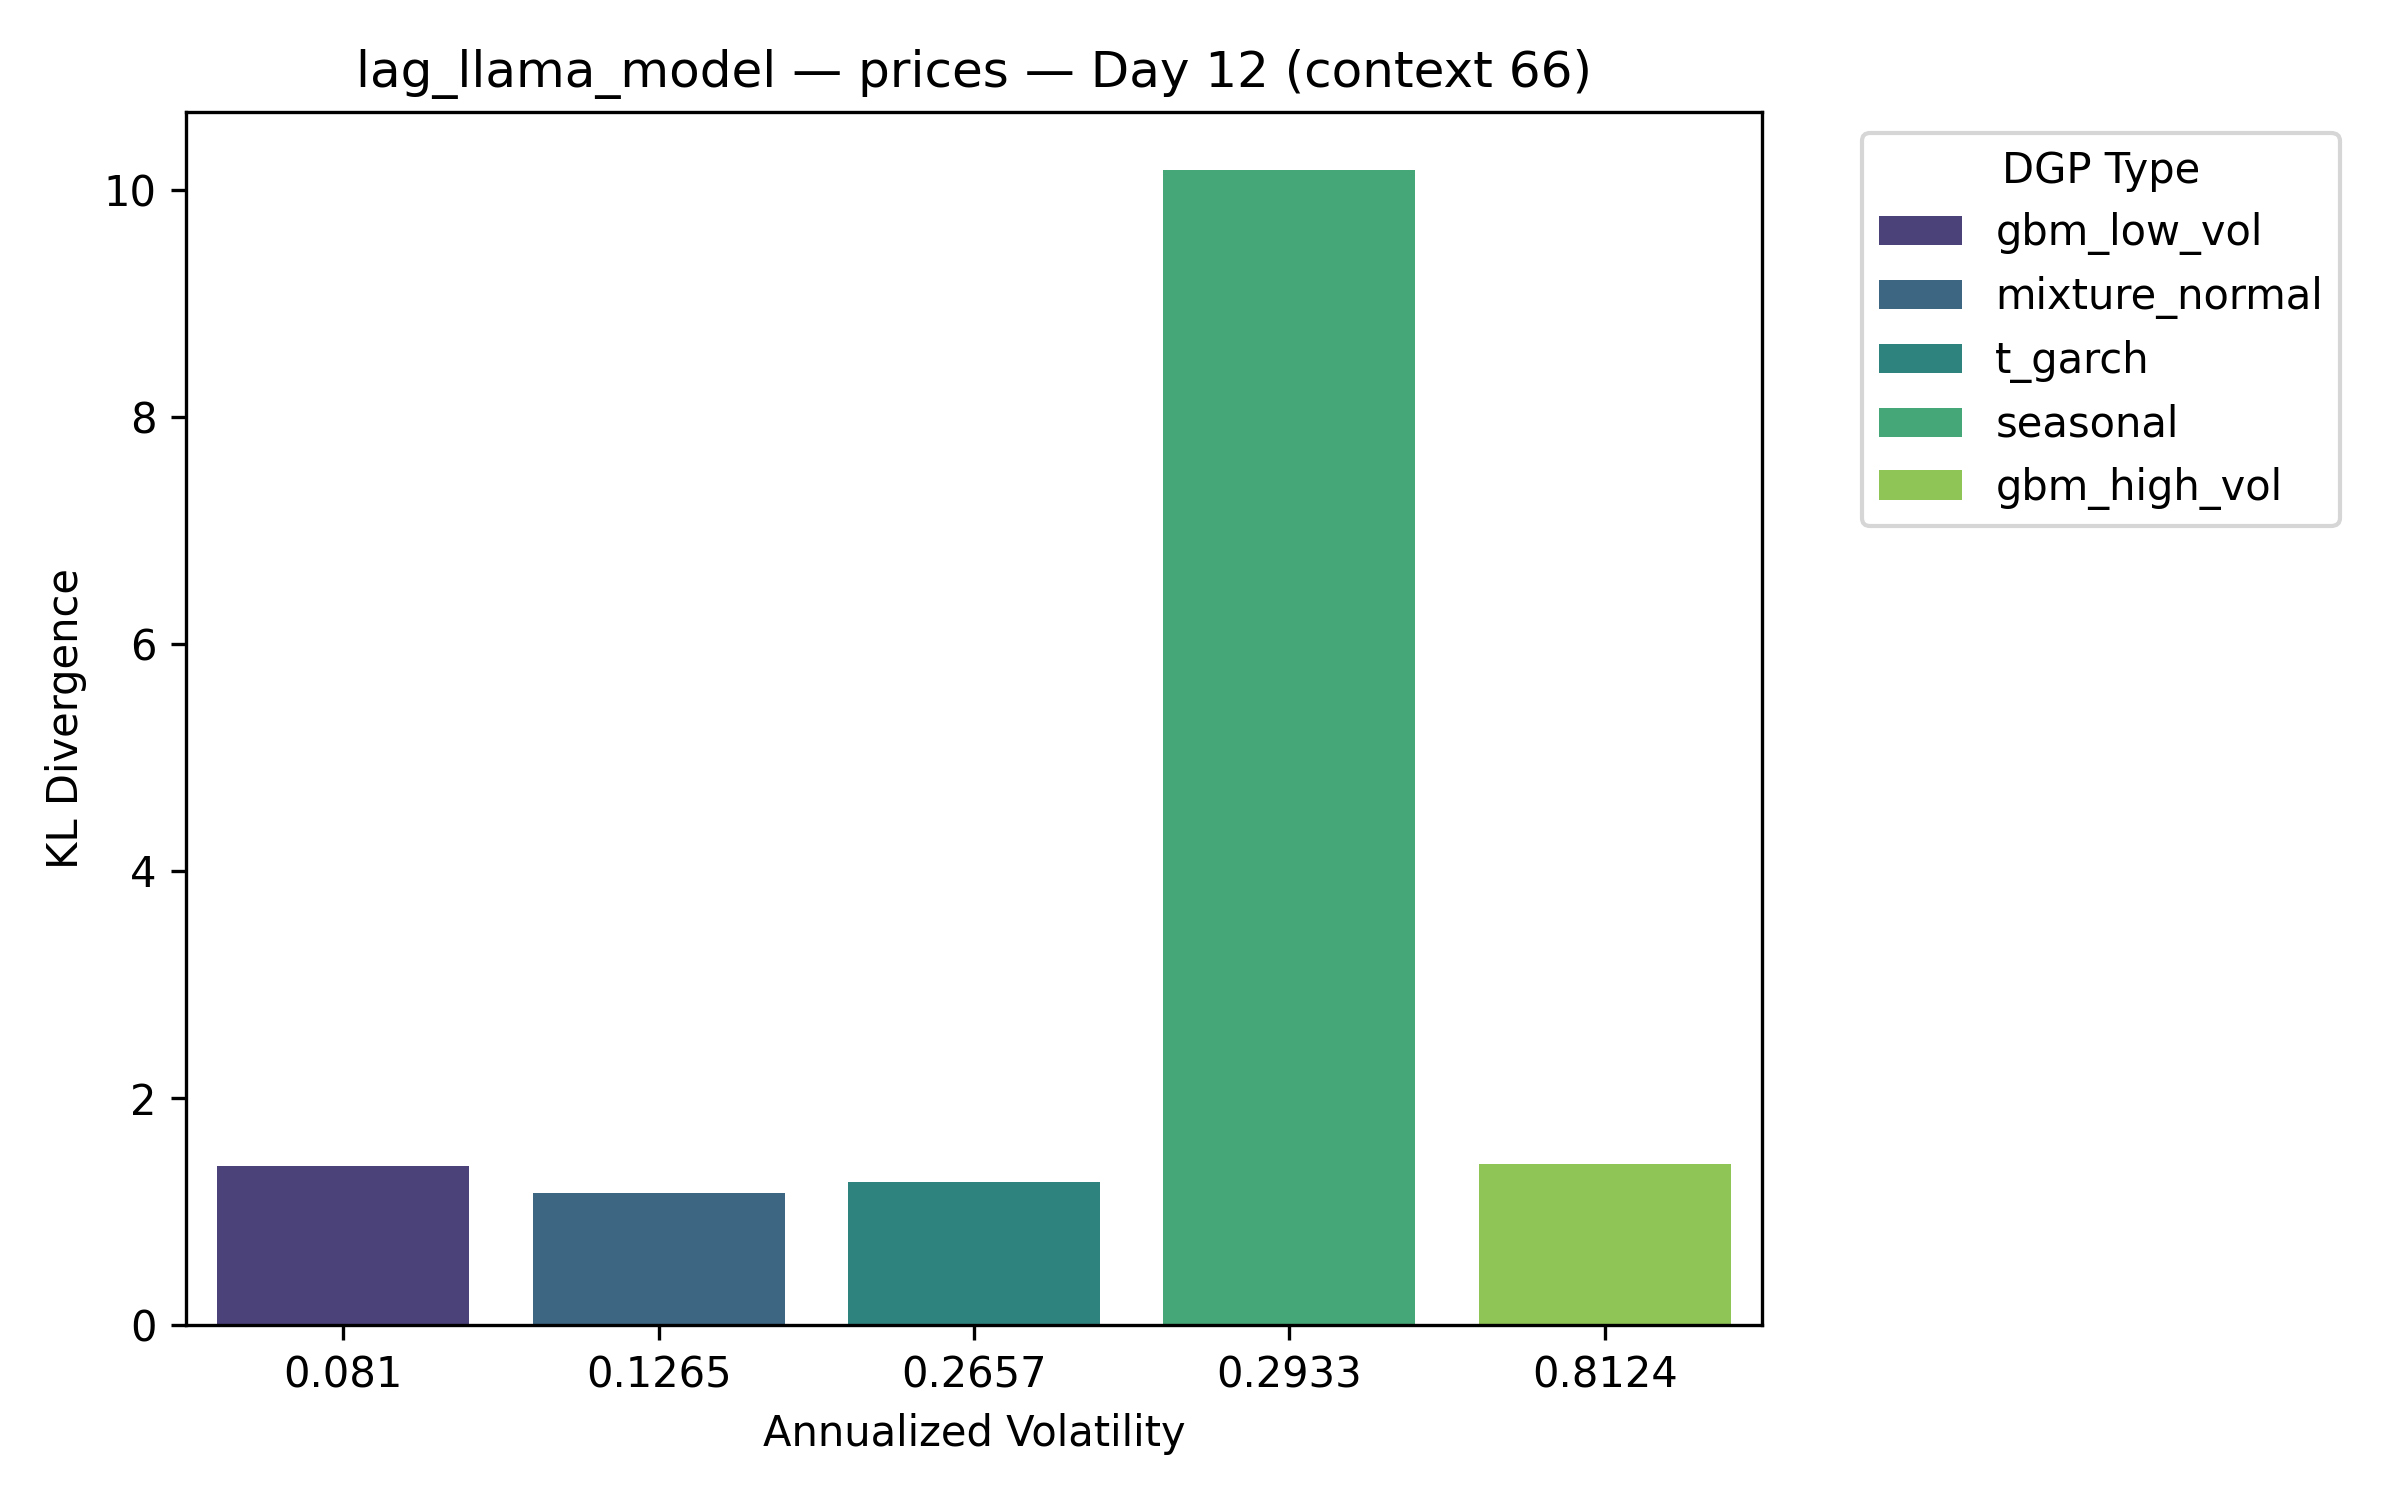 lag_llama_model — prices — Day 12 (context 66)
KL Divergence
10
8
6
4
2
0
0.081 0.1265 0.2657 0.2933 0.8124
Annualized Volatility
DGP Type
gbm_low_vol
mixture_normal
t_garch
seasonal
gbm_high_vol